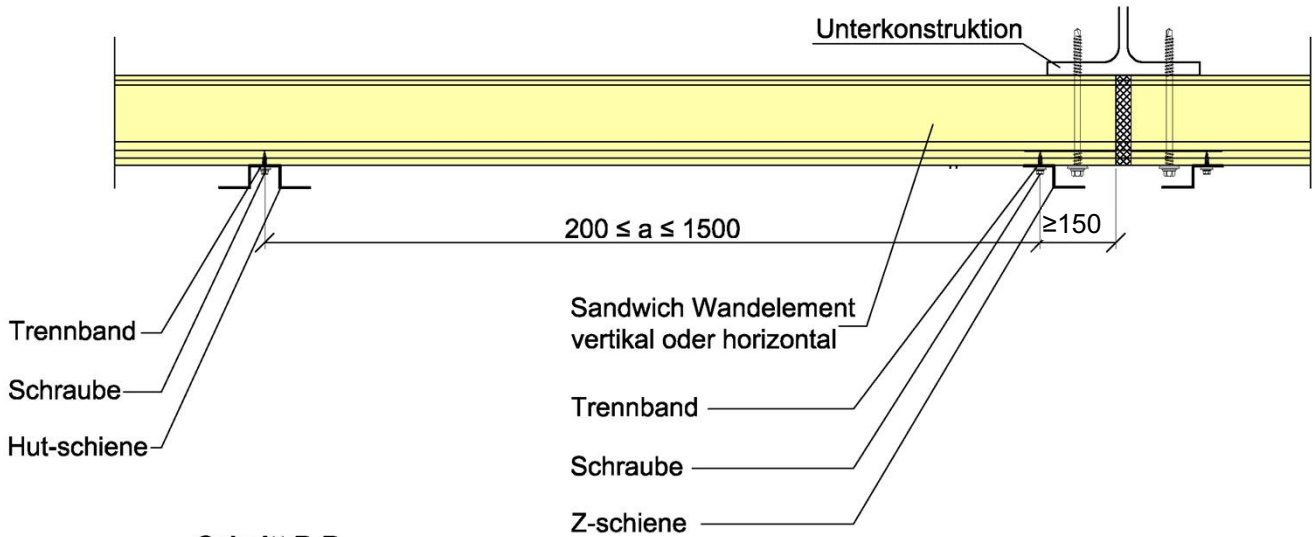 Unterkonstruktion
200 ≤ a ≤ 1500
≥150
Sandwich Wandelement
vertikal oder horizontal
Trennband
Schraube
Hut-schiene
Trennband
Schraube
Z-schiene